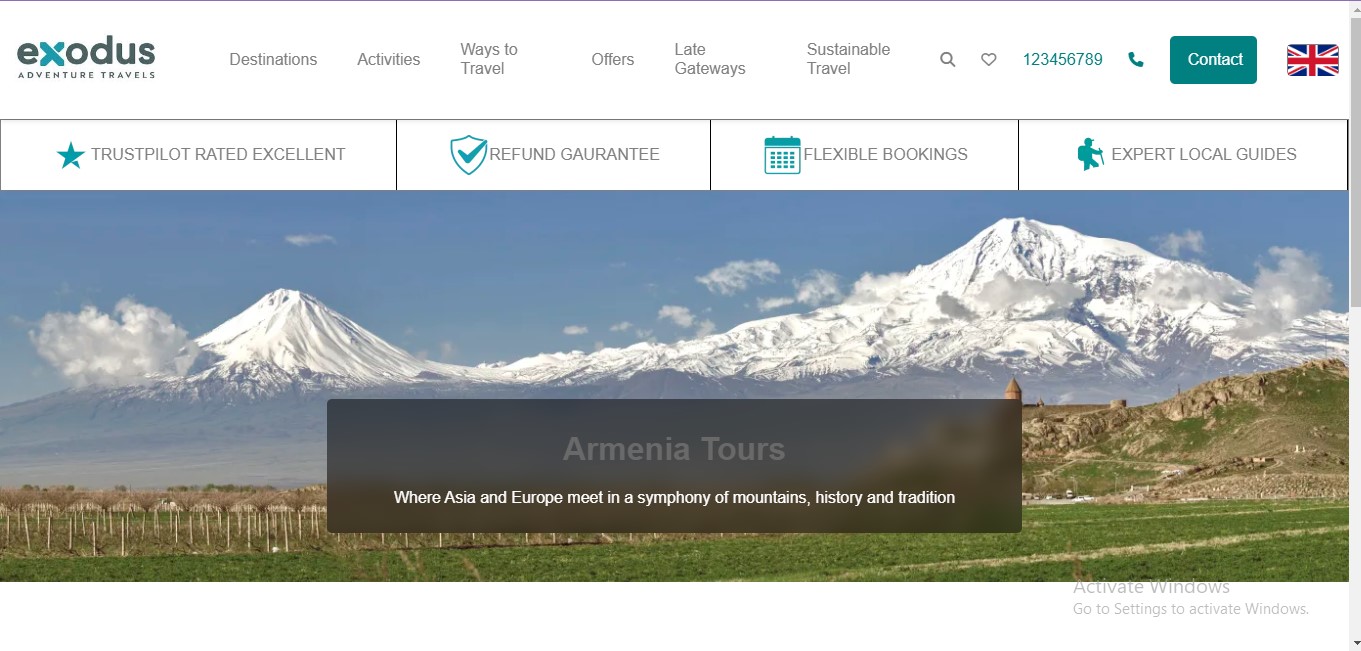 exodus
ADVENTURE TRAVELS
Destinations
Activities
Ways to
Travel
Offers
Late
Gateways
Sustainable
Travel
123456789
Contact
TRUSTPILOT RATED EXCELLENT
REFUND GAURANTEE
FLEXIBLE BOOKINGS
EXPERT LOCAL GUIDES
Armenia Tours
Where Asia and Europe meet in a symphony of mountains, history and tradition
Activate Windows
Go to Settings to activate Windows.